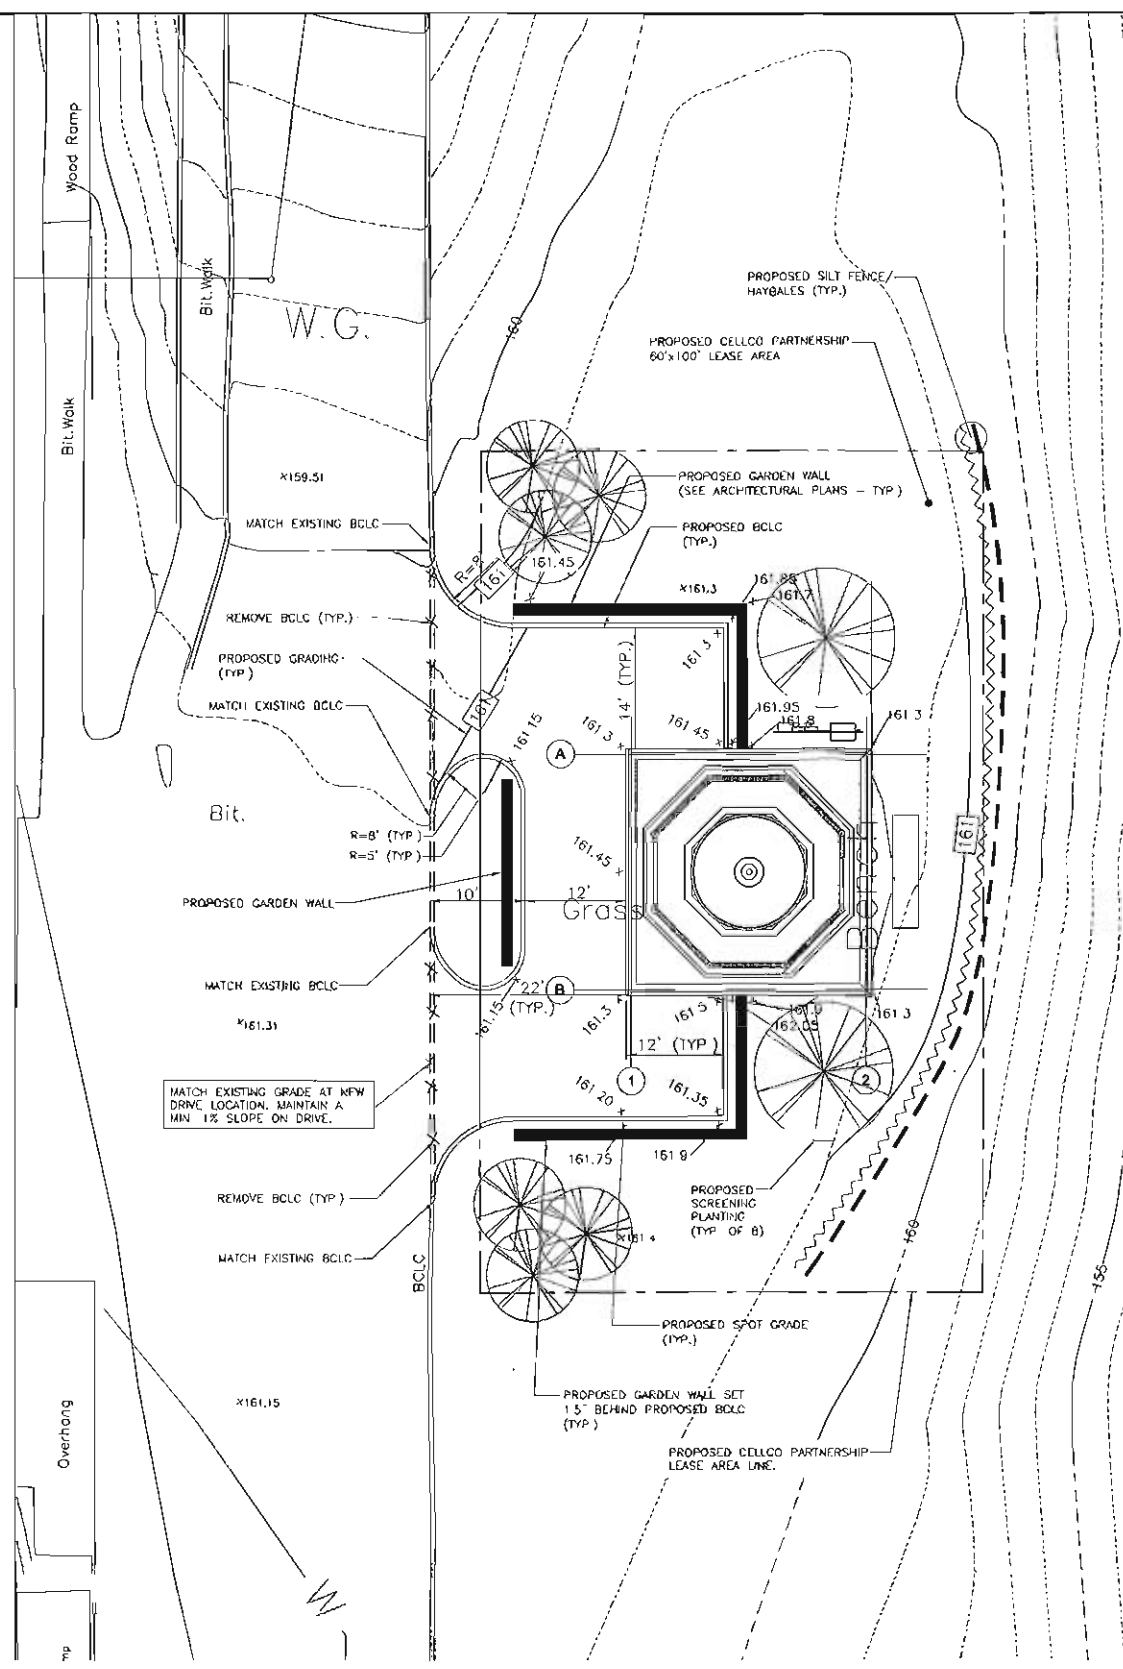 Wood Ramp
Bit.Walk
Bit.Walk
W.G.
160
PROPOSED SILT FENCE/
HAYBALES (TYP.)
PROPOSED CELLCO PARTNERSHIP
60'x100' LEASE AREA
x159.51
MATCH EXISTING BCLC
PROPOSED GARDEN WALL
(SEE ARCHITECTURAL PLANS - TYP)
PROPOSED BCLC
(TYP.)
161.45
R=8'
161
x161.3
161.88
161.7
REMOVE BCLC (TYP.)
PROPOSED GRADING
(TYP)
MATCH EXISTING BCLC
161.3
14' (TYP.)
161
161.15
161.3
161.45
161.95
161.8
161 3
A
Bit.
R=8' (TYP)
R=5' (TYP)
161.45
161
PROPOSED GARDEN WALL
10'
12'
Grass
MATCH EXISTING BCLC
22'
(TYP.)
B
161.15
161.3
161 5
161.9
162.05
161 3
x161.31
12' (TYP)
1
2
MATCH EXISTING GRADE AT NEW
DRIVE LOCATION. MAINTAIN A
MIN 1% SLOPE ON DRIVE.
161 20
161.35
161.75
161 9
REMOVE BCLC (TYP)
PROPOSED
SCREENING
PLANTING
(TYP OF 8)
x161 4
160
MATCH EXISTING BCLC
BCLC
155
PROPOSED SPOT GRADE
(TYP.)
PROPOSED GARDEN WALL SET
1 5" BEHIND PROPOSED BCLC
(TYP)
x161.15
Overhang
PROPOSED CELLCO PARTNERSHIP
LEASE AREA LINE.
W
mp